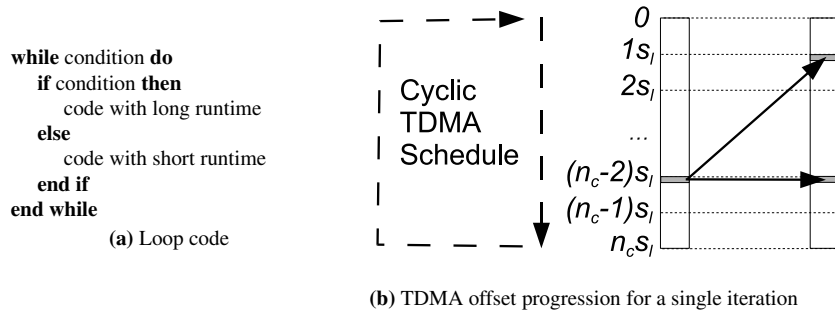 while condition do
if condition then
code with long runtime
else
code with short runtime
end if
end while
(a) Loop code
Cyclic
TDMA
Schedule
0
1s_l
2s_l
...
(n_c-2)s_l
(n_c-1)s_l
n_cs_l
(b) TDMA offset progression for a single iteration